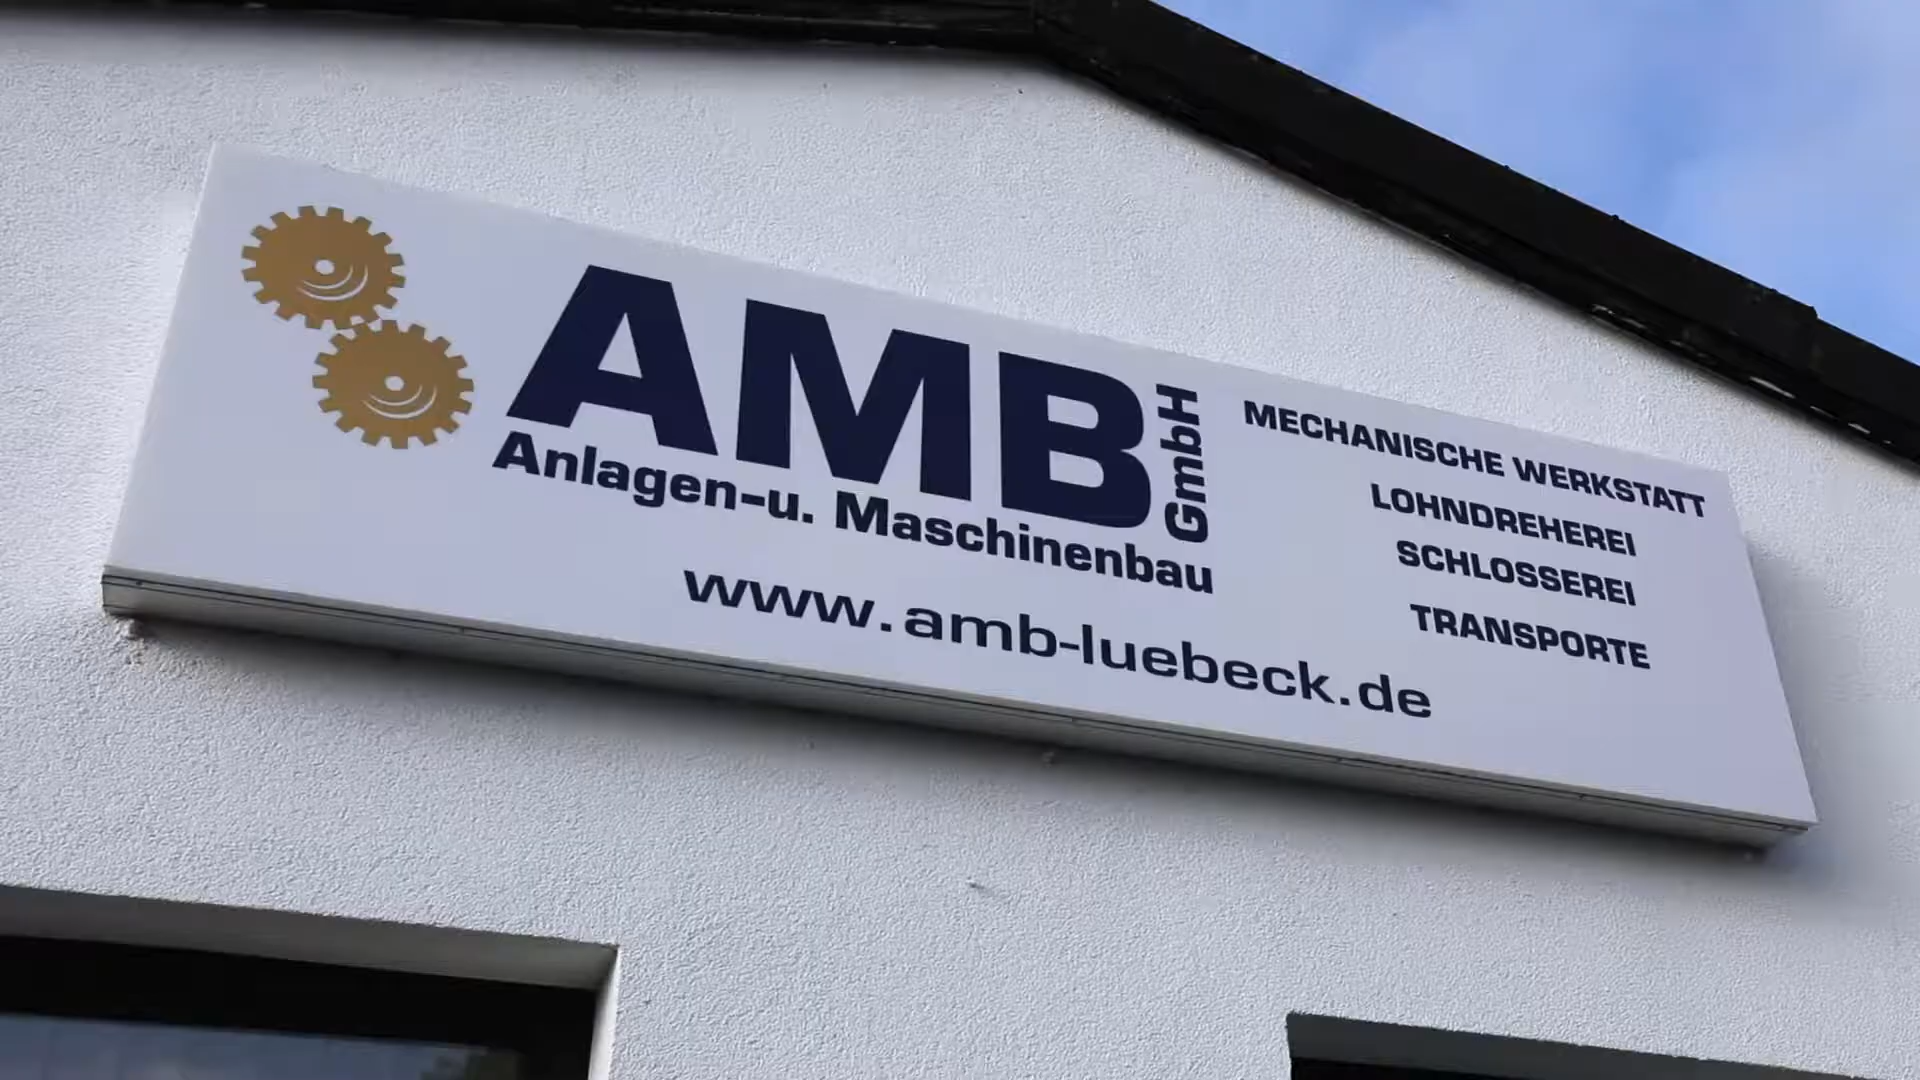 AMB GmbH
Anlagen-u. Maschinenbau
www.amb-luebeck.de
MECHANISCHE WERKSTATT
LOHNDREHEREI
SCHLOSSEREI
TRANSPORTE